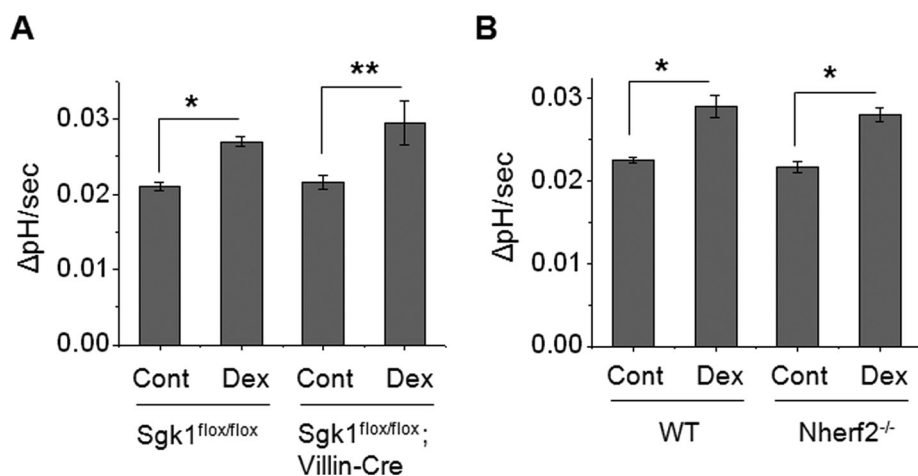 A
ΔpH/sec
0.03
0.02
0.01
0.00
*
**
Cont Dex Cont Dex
Sgk1flox/flox
Sgk1flox/flox;
Villin-Cre
B
ΔpH/sec
0.03
0.02
0.01
0.00
*
*
Cont Dex Cont Dex
WT
Nherf2-/-